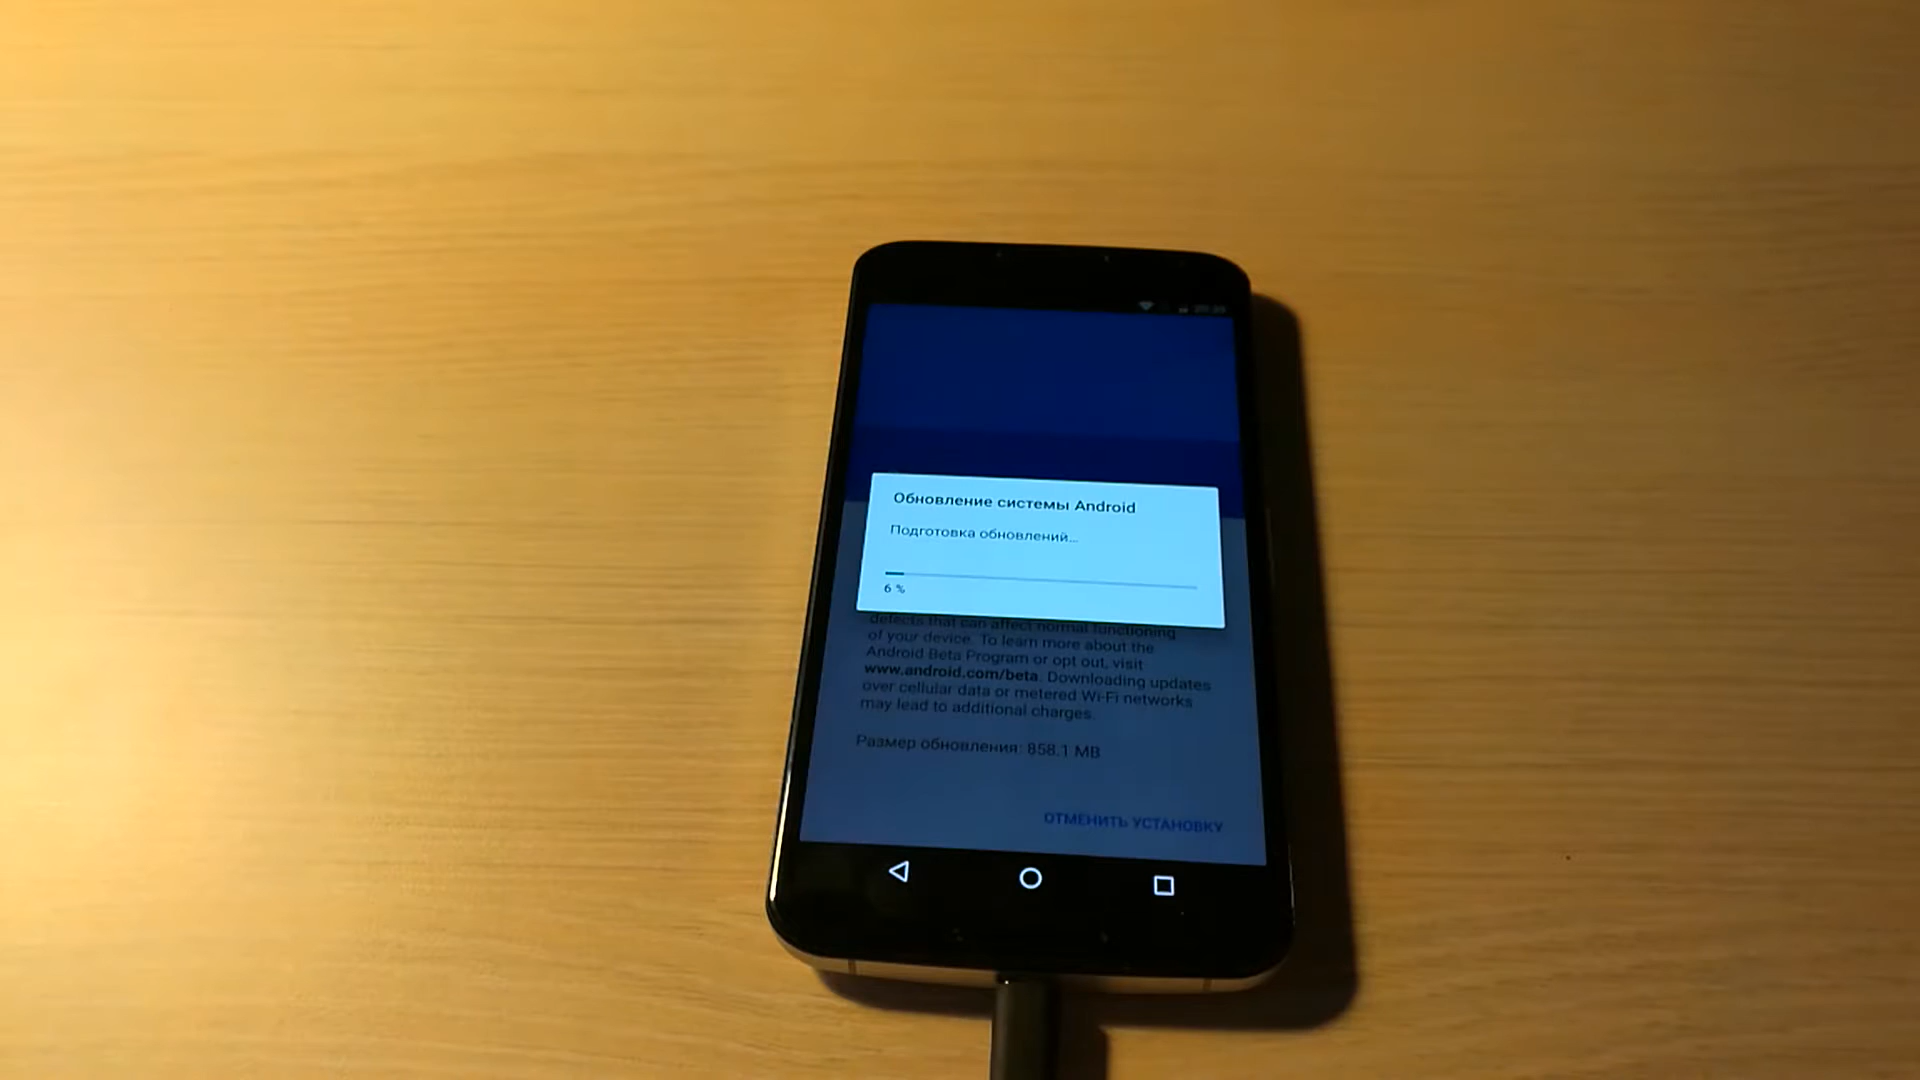 Обновление системы Android
Подготовка обновлений...
6 %
defects that can affect normal functioning
of your device. To learn more about the
Android Beta Program or opt out, visit
www.android.com/beta. Downloading updates
over cellular data or metered Wi-Fi networks
may lead to additional charges.
Размер обновления: 858.1 MB
ОТМЕНИТЬ УСТАНОВКУ